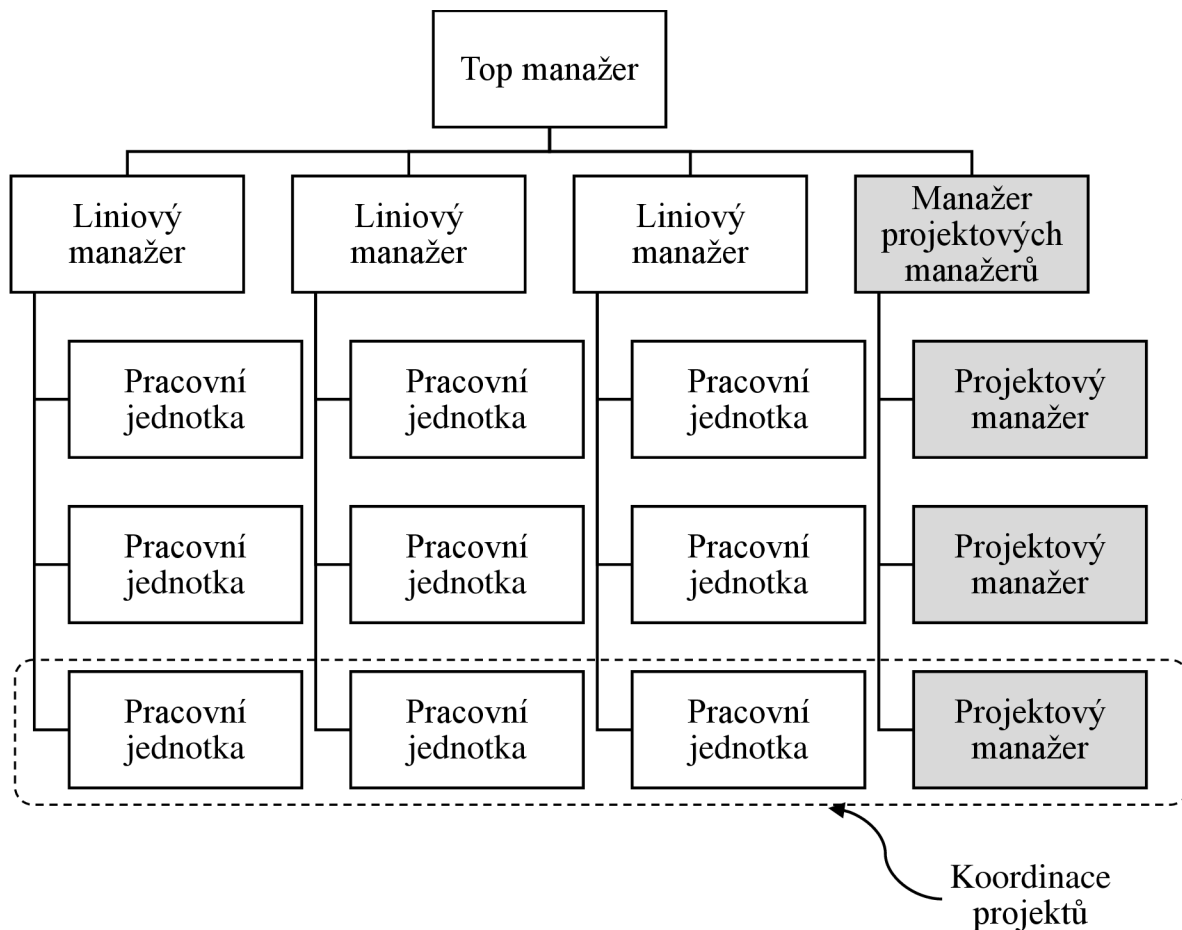 Top manažer
Liniový
manažer
Liniový
manažer
Liniový
manažer
Manažer
projektových
manažerů
Pracovní
jednotka
Pracovní
jednotka
Pracovní
jednotka
Projektový
manažer
Pracovní
jednotka
Pracovní
jednotka
Pracovní
jednotka
Projektový
manažer
Pracovní
jednotka
Pracovní
jednotka
Pracovní
jednotka
Projektový
manažer
Koordinace
projektů